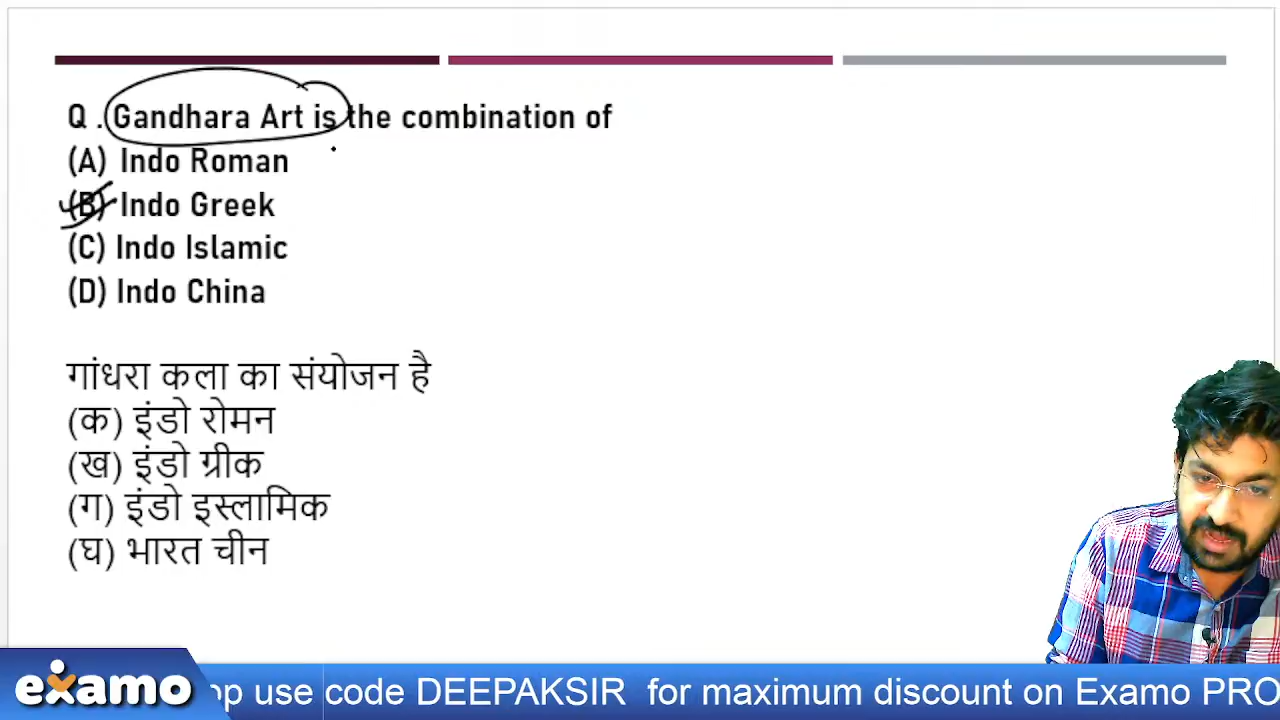 Q . Gandhara Art is the combination of
(A) Indo Roman
(B) Indo Greek
(C) Indo Islamic
(D) Indo China
गांधरा कला का संयोजन है
(क) इंडो रोमन
(ख) इंडो ग्रीक
(ग) इंडो इस्लामिक
(घ) भारत चीन
examo
use code DEEPAKSIR for maximum discount on Examo PRO